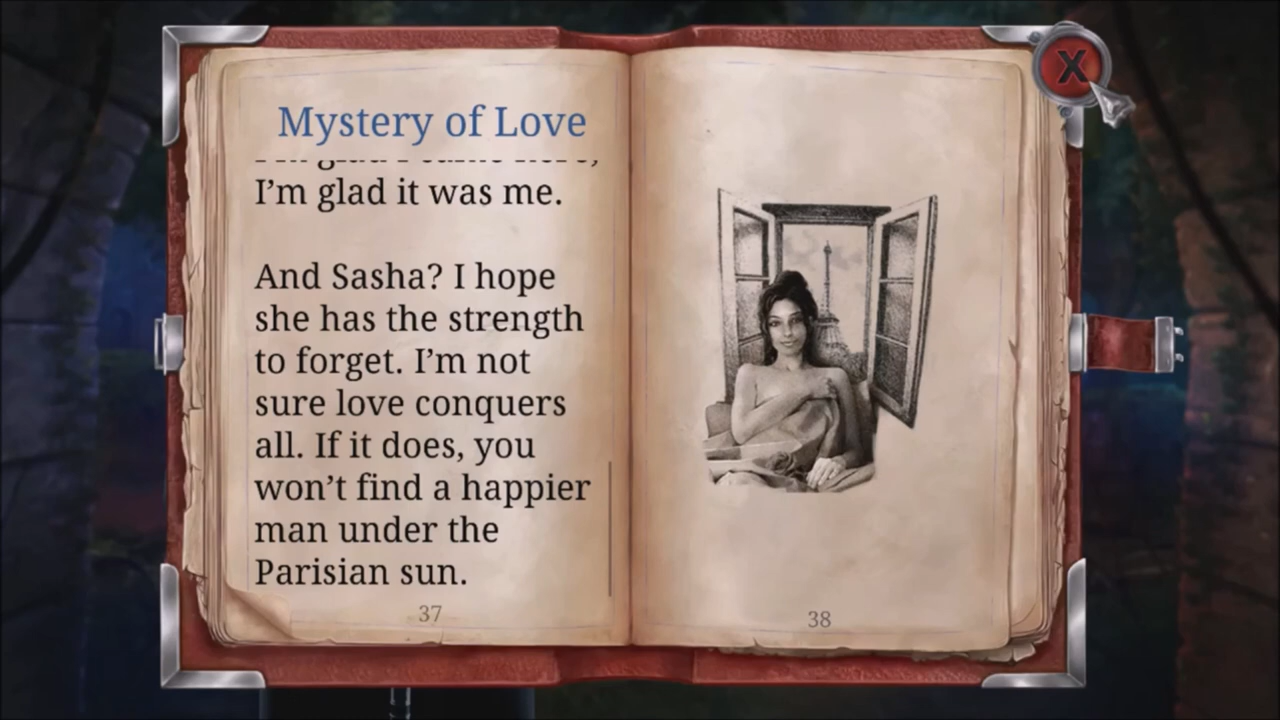 Mystery of Love
I'm glad it was me.
And Sasha? I hope
she has the strength
to forget. I'm not
sure love conquers
all. If it does, you
won't find a happier
man under the
Parisian sun.
37
38
X